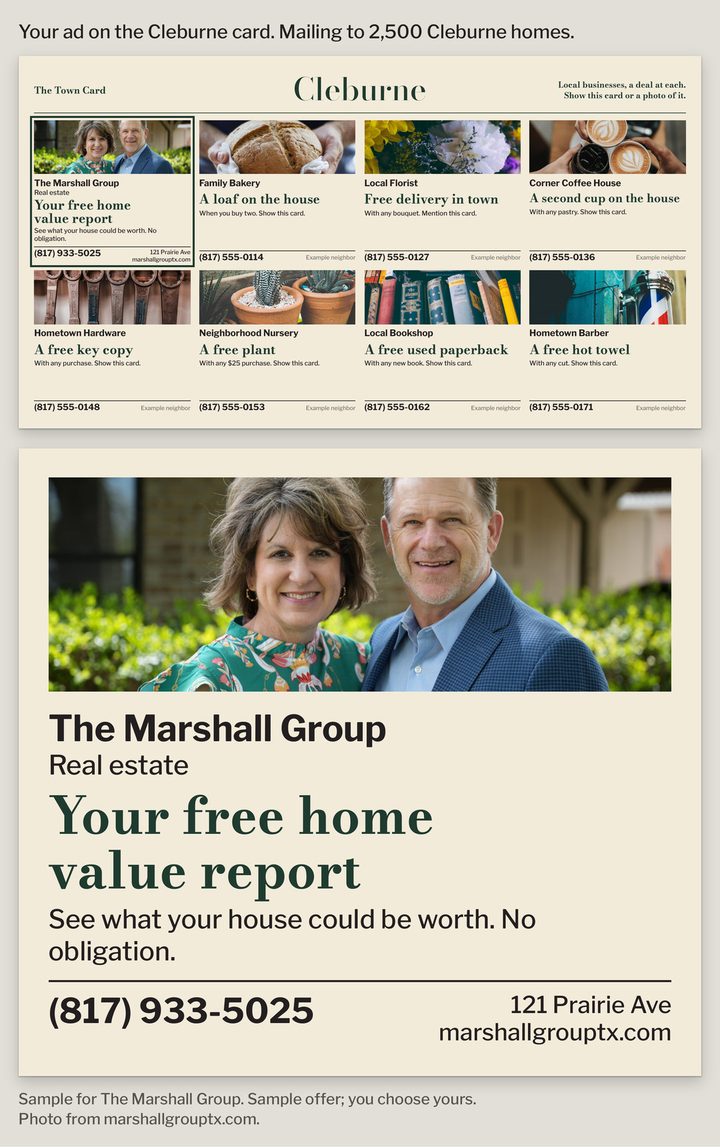 Your ad on the Cleburne card. Mailing to 2,500 Cleburne homes.
The Town Card
Cleburne
Local businesses, a deal at each.
Show this card or a photo of it.
The Marshall Group
Real estate
Your free home
value report
See what your house could be worth. No
obligation.
(817) 933-5025
121 Prairie Ave
marshallgrouptx.com
Family Bakery
A loaf on the house
When you buy two. Show this card.
(817) 555-0114
Example neighbor
Local Florist
Free delivery in town
With any bouquet. Mention this card.
(817) 555-0127
Example neighbor
Corner Coffee House
A second cup on the house
With any pastry. Show this card.
(817) 555-0136
Example neighbor
Hometown Hardware
A free key copy
With any purchase. Show this card.
(817) 555-0148
Example neighbor
Neighborhood Nursery
A free plant
With any $25 purchase. Show this card.
(817) 555-0153
Example neighbor
Local Bookshop
A free used paperback
With any new book. Show this card.
(817) 555-0162
Example neighbor
Hometown Barber
A free hot towel
With any cut. Show this card.
(817) 555-0171
Example neighbor
The Marshall Group
Real estate
Your free home
value report
See what your house could be worth. No
obligation.
(817) 933-5025
121 Prairie Ave
marshallgrouptx.com
Sample for The Marshall Group. Sample offer; you choose yours.
Photo from marshallgrouptx.com.